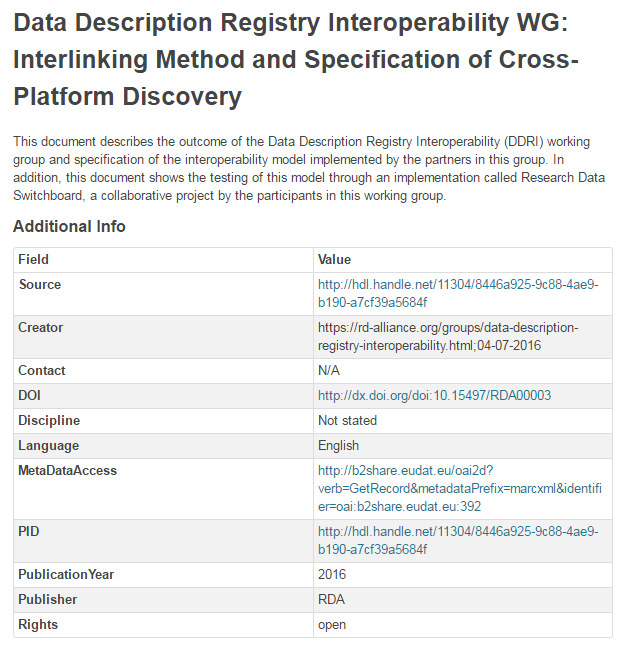 Data Description Registry Interoperability WG:
Interlinking Method and Specification of Cross-
Platform Discovery
This document describes the outcome of the Data Description Registry Interoperability (DDRI) working
group and specification of the interoperability model implemented by the partners in this group. In
addition, this document shows the testing of this model through an implementation called Research Data
Switchboard, a collaborative project by the participants in this working group.
Additional Info
Field Value
Source http://hdl.handle.net/11304/8446a925-9c88-4ae9-
b190-a7cf39a5684f
Creator https://rd-alliance.org/groups/data-description-
registry-interoperability.html;04-07-2016
Contact N/A
DOI http://dx.doi.org/doi:10.15497/RDA00003
Discipline Not stated
Language English
MetaDataAccess http://b2share.eudat.eu/oai2d?
verb=GetRecord&metadataPrefix=marcxml&identifi
er=oai:b2share.eudat.eu:392
PID http://hdl.handle.net/11304/8446a925-9c88-4ae9-
b190-a7cf39a5684f
PublicationYear 2016
Publisher RDA
Rights open